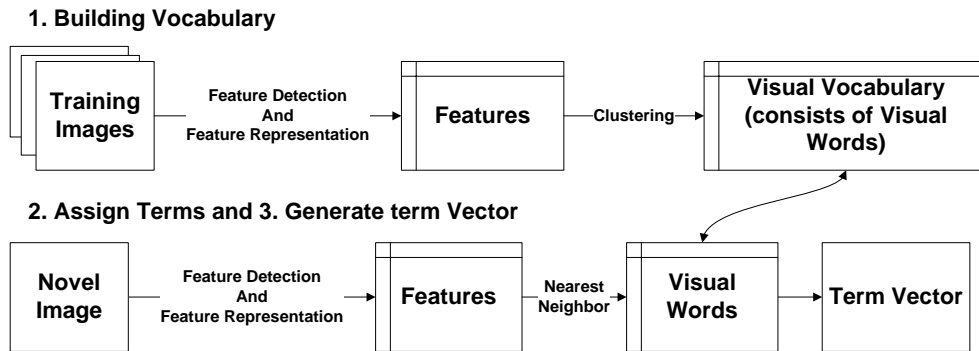 1. Building Vocabulary
Training
Images
Feature Detection
And
Feature Representation
Features
Clustering
Visual Vocabulary
(consists of Visual
Words)
2. Assign Terms and 3. Generate term Vector
Novel
Image
Feature Detection
And
Feature Representation
Features
Nearest
Neighbor
Visual
Words
Term Vector